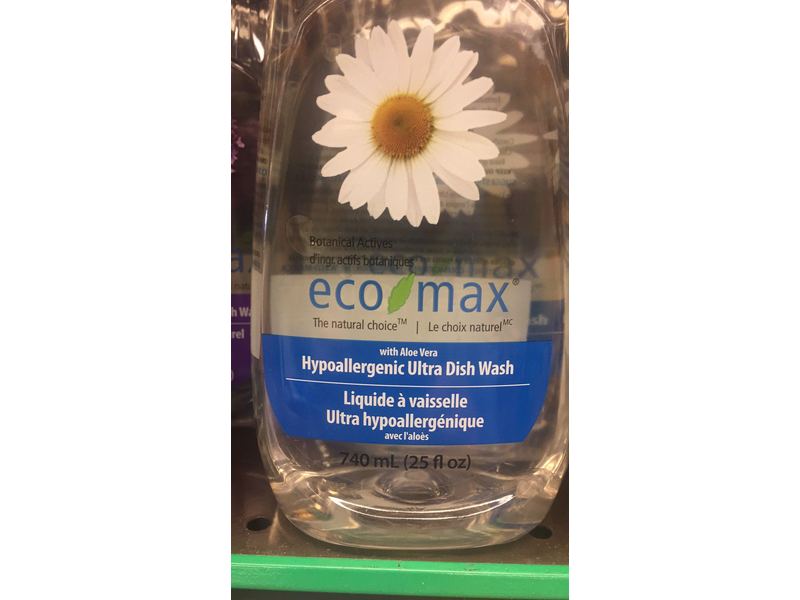 Botanical Actives
d'ingr. actifs botaniques
eco max®
The natural choice™ | Le choix naturel MC
with Aloe Vera
Hypoallergenic Ultra Dish Wash
Liquide à vaisselle
Ultra hypoallergénique
avec l'aloès
740 mL (25 fl oz)